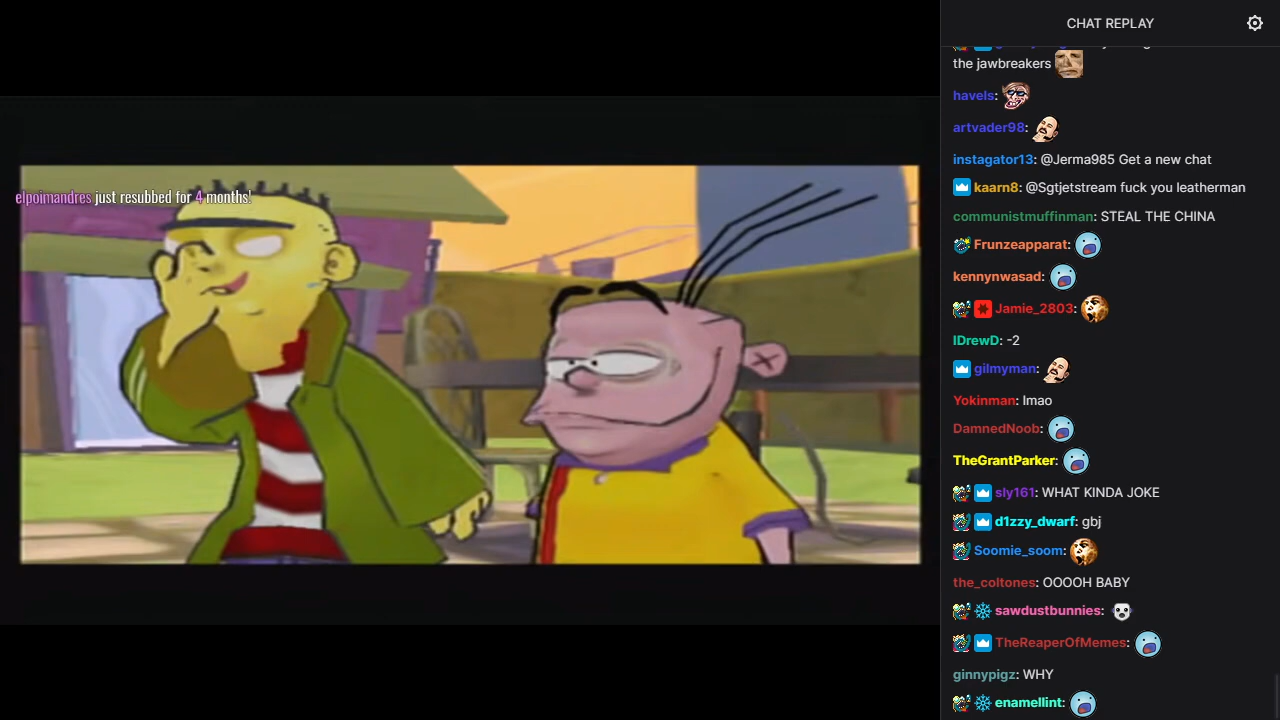 CHAT REPLAY
the jawbreakers
havels:
artvader98:
instagator13: @Jerma985 Get a new chat
kaarn8: @Sgtjetstream fuck you leatherman
elpoimandres just resubbed for 4 months!
communistmuffinman: STEAL THE CHINA
Frunzeapparat:
kennynwasad:
Jamie_2803:
IDrewD: -2
gilmyman:
Yokinman: lmao
DamnedNoob:
TheGrantParker:
sly161: WHAT KINDA JOKE
d1zzy_dwarf: gbj
Soomie_soom:
the_coltones: OOOOH BABY
sawdustbunnies:
TheReaperOfMemes:
ginnypigz: WHY
enamellint: